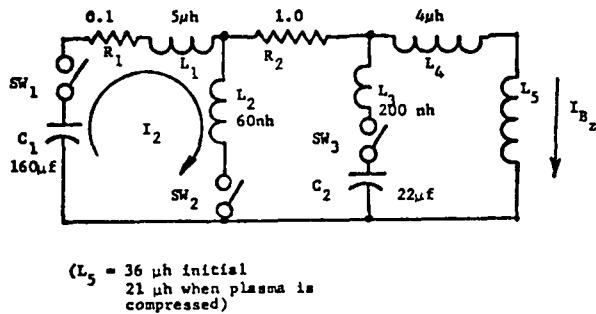 0.1 5μh 1.0 4μh
R1 L1 R2 L4
SW1
L2
60nh
L3
200 nh
L5
I_Bz
C1
160μf
I2
SW2
SW3
C2
22μf
(L5 = 36 μh initial
21 μh when plasma is
compressed)